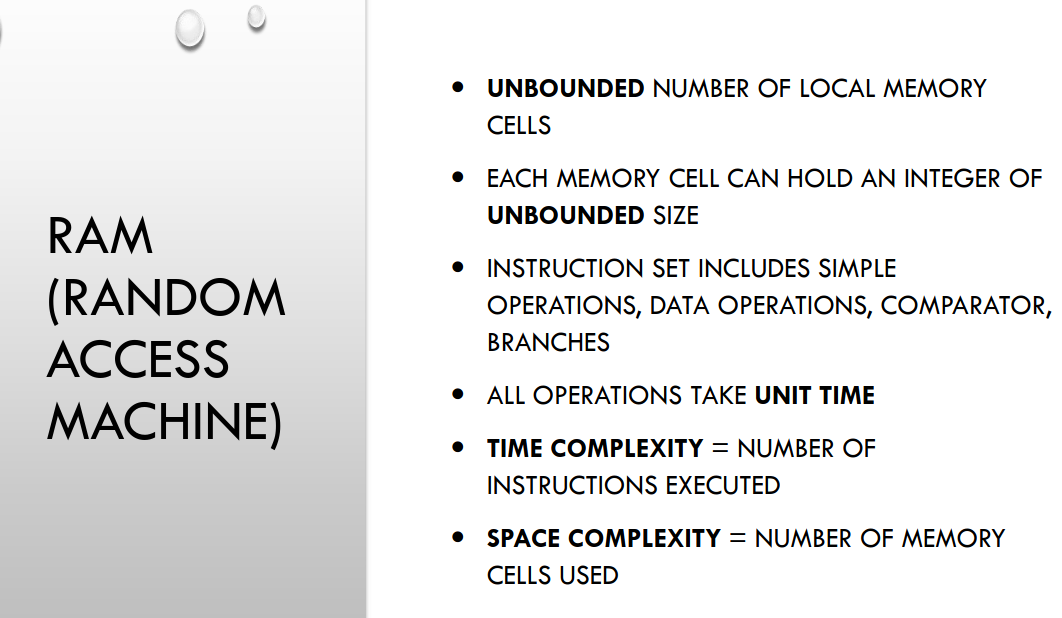 RAM
(RANDOM
ACCESS
MACHINE)
• UNBOUNDED NUMBER OF LOCAL MEMORY
CELLS
• EACH MEMORY CELL CAN HOLD AN INTEGER OF
UNBOUNDED SIZE
• INSTRUCTION SET INCLUDES SIMPLE
OPERATIONS, DATA OPERATIONS, COMPARATOR,
BRANCHES
• ALL OPERATIONS TAKE UNIT TIME
• TIME COMPLEXITY = NUMBER OF
INSTRUCTIONS EXECUTED
• SPACE COMPLEXITY = NUMBER OF MEMORY
CELLS USED